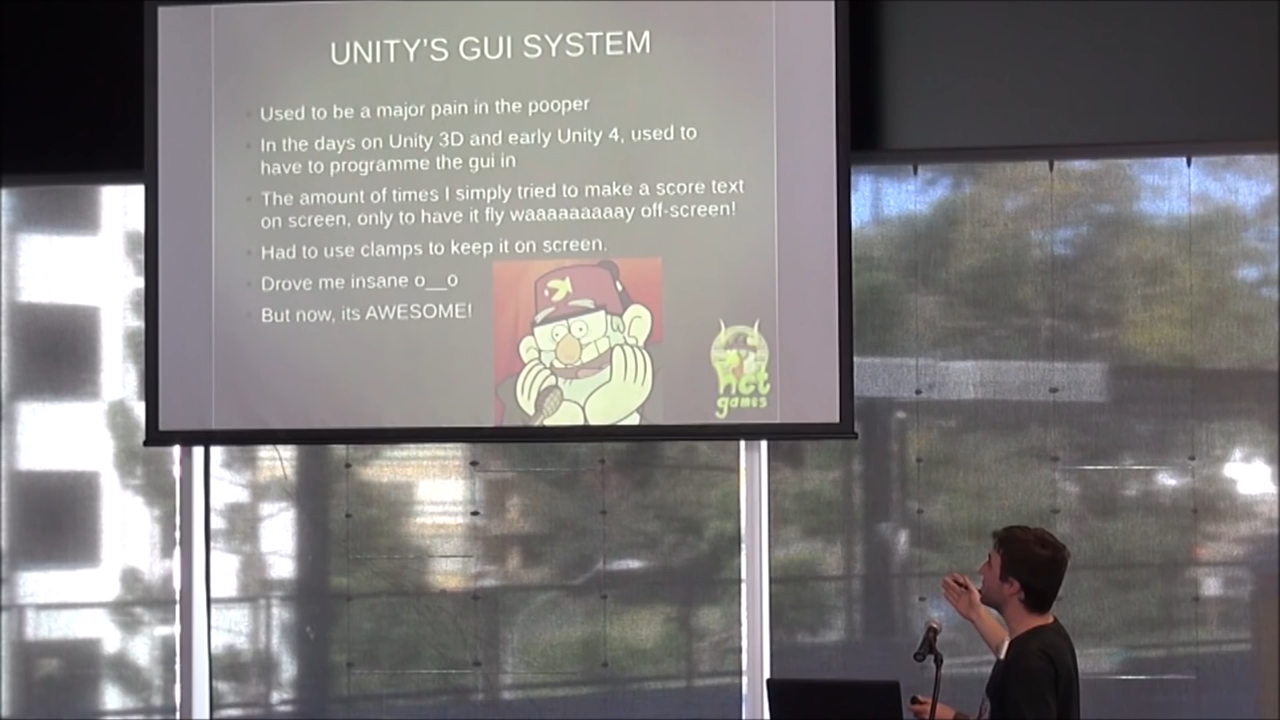 UNITY'S GUI SYSTEM
Used to be a major pain in the pooper
In the days on Unity 3D and early Unity 4, used to
have to programme the gui in
The amount of times I simply tried to make a score text
on screen, only to have it fly waaaaaaaaay off-screen!
Had to use clamps to keep it on screen.
Drove me insane o__o
But now, its AWESOME!
hct
games